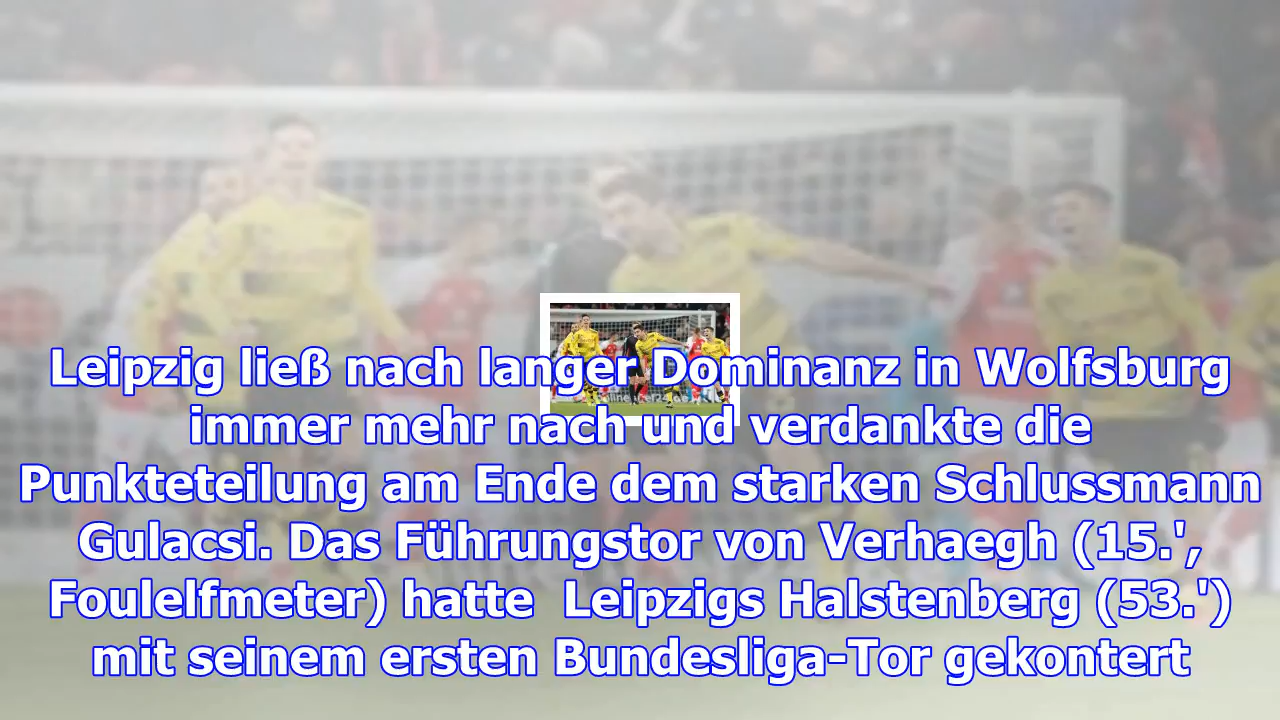 Leipzig ließ nach langer Dominanz in Wolfsburg
immer mehr nach und verdankte die
Punkteteilung am Ende dem starken Schlussmann
Gulacsi. Das Führungstor von Verhaegh (15.',
Foulelfmeter) hatte  Leipzigs Halstenberg (53.')
mit seinem ersten Bundesliga-Tor gekontert